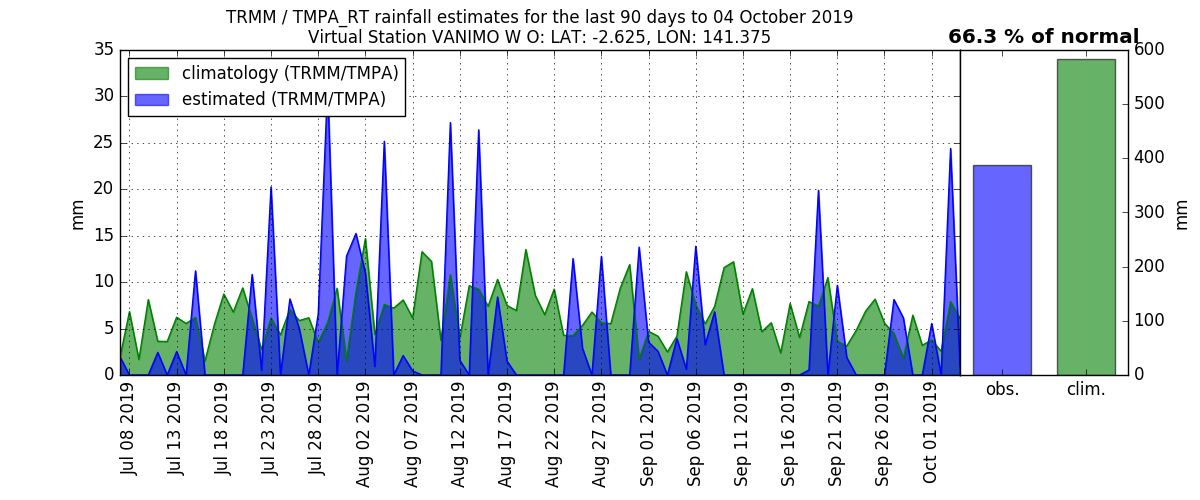 TRMM / TMPA_RT rainfall estimates for the last 90 days to 04 October 2019
Virtual Station VANIMO W O: LAT: -2.625, LON: 141.375
66.3 % of normal
climatology (TRMM/TMPA)
estimated (TRMM/TMPA)
mm
35
30
25
20
15
10
5
0
Jul 08 2019
Jul 13 2019
Jul 18 2019
Jul 23 2019
Jul 28 2019
Aug 02 2019
Aug 07 2019
Aug 12 2019
Aug 17 2019
Aug 22 2019
Aug 27 2019
Sep 01 2019
Sep 06 2019
Sep 11 2019
Sep 16 2019
Sep 21 2019
Sep 26 2019
Oct 01 2019
obs.
clim.
600
500
400
300
200
100
0
mm